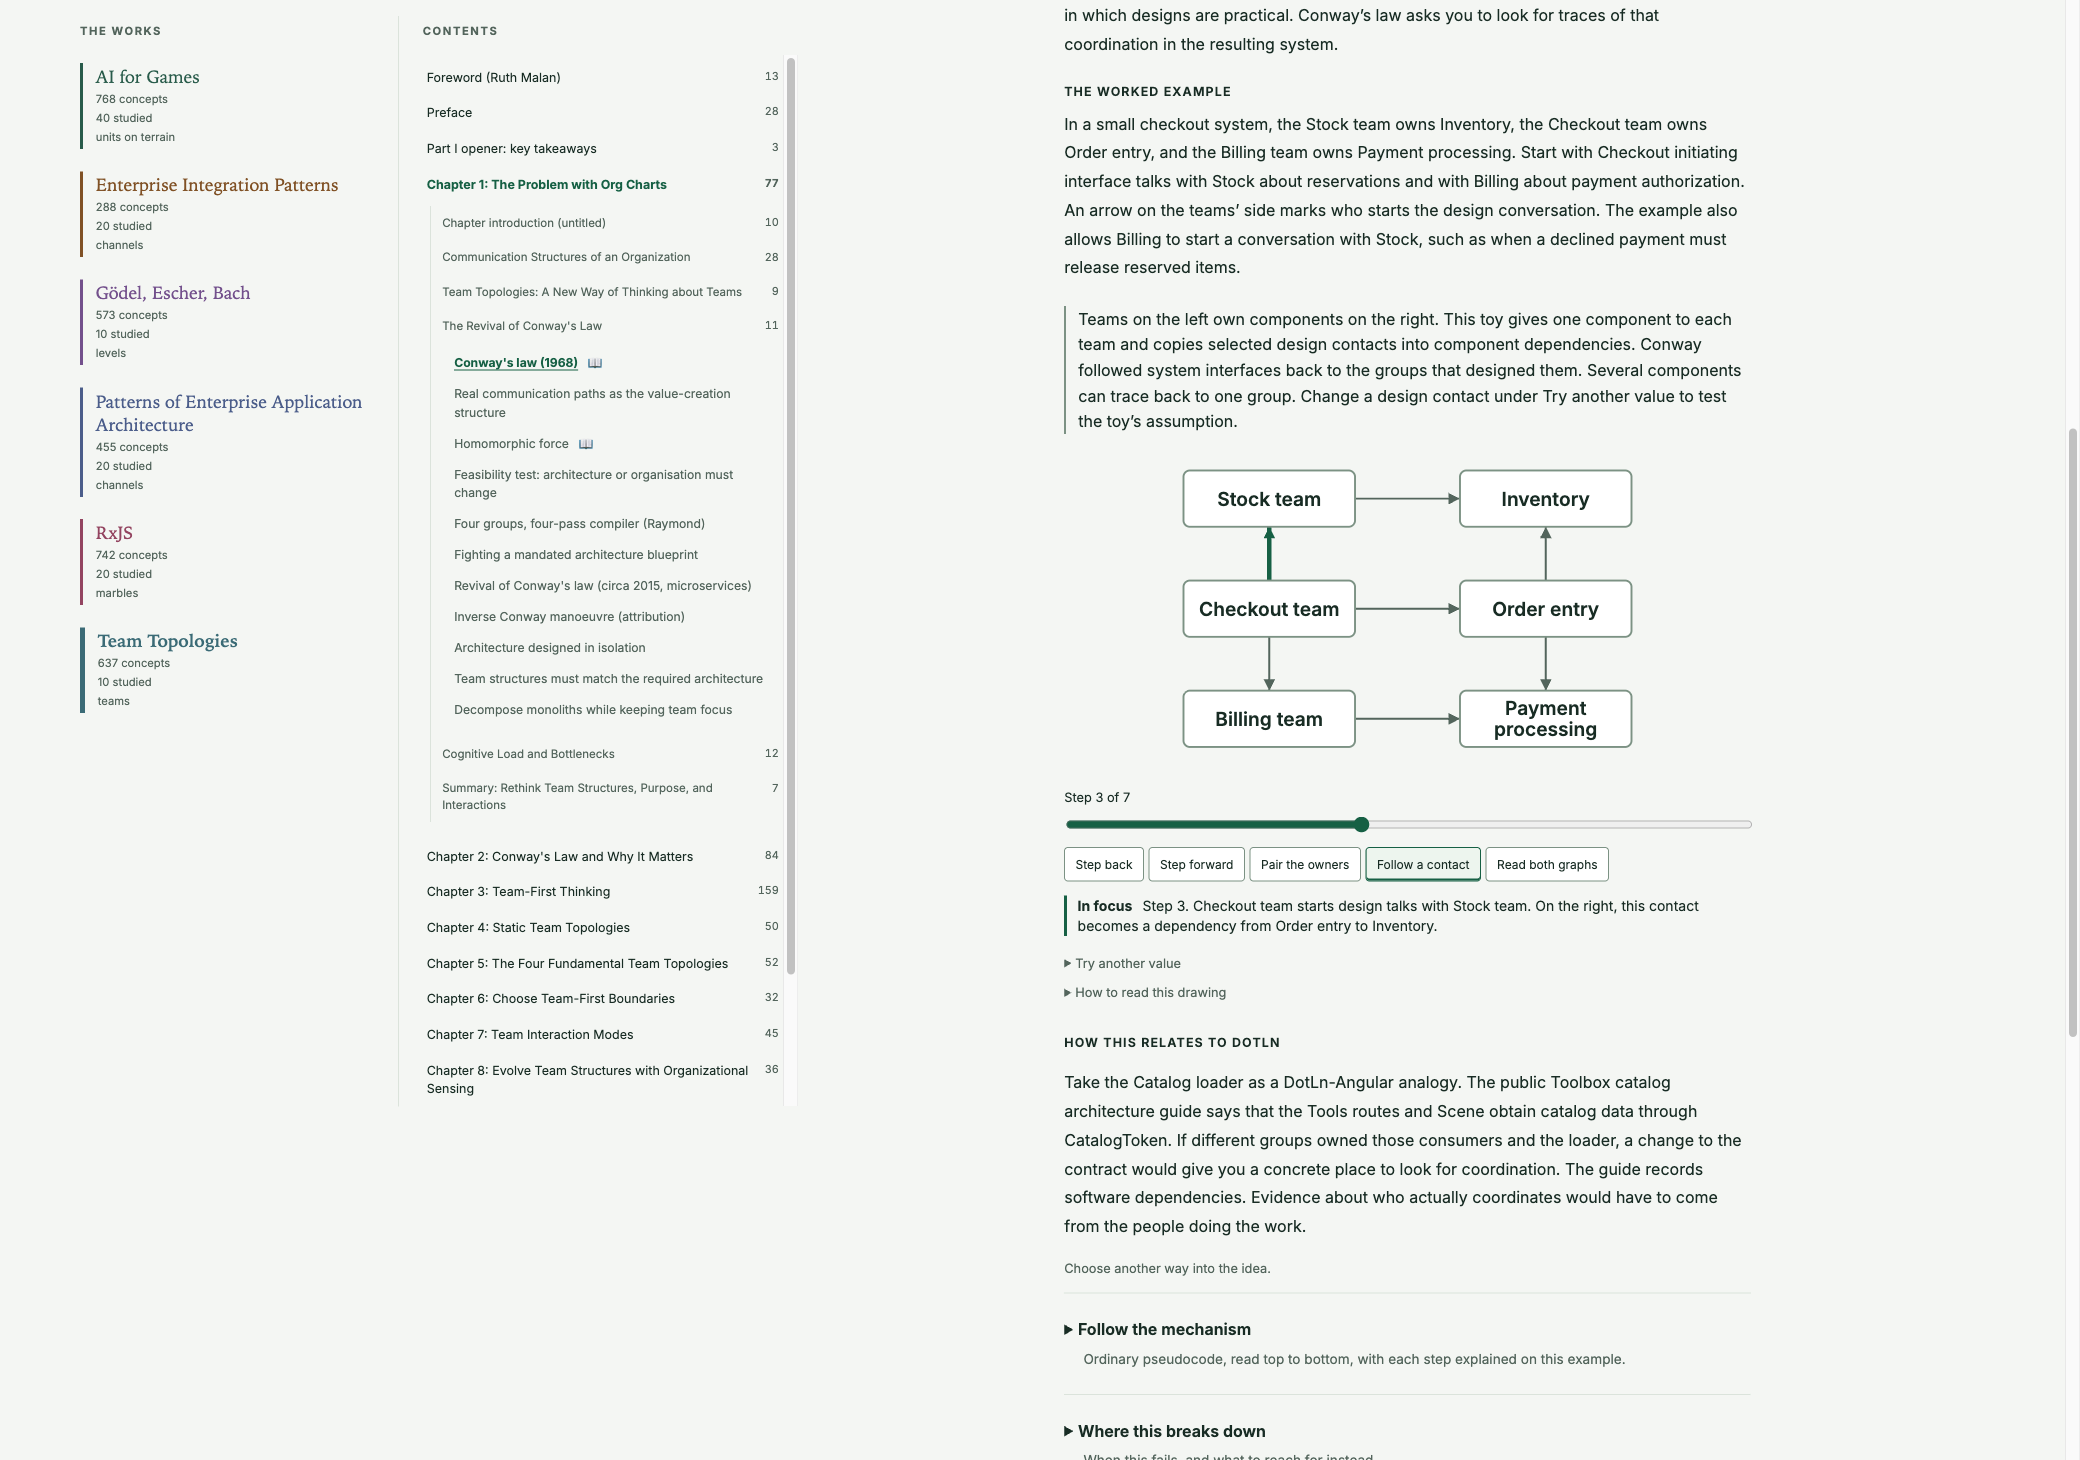 THE WORKS
AI for Games
768 concepts
40 studied
units on terrain
Enterprise Integration Patterns
288 concepts
20 studied
channels
Gödel, Escher, Bach
573 concepts
10 studied
levels
Patterns of Enterprise Application
Architecture
455 concepts
20 studied
channels
RxJS
742 concepts
20 studied
marbles
Team Topologies
637 concepts
10 studied
teams
CONTENTS
Foreword (Ruth Malan) 13
Preface 28
Part I opener: key takeaways 3
Chapter 1: The Problem with Org Charts 77
Chapter introduction (untitled) 10
Communication Structures of an Organization 28
Team Topologies: A New Way of Thinking about Teams 9
The Revival of Conway's Law 11
Conway's law (1968)
Real communication paths as the value-creation
structure
Homomorphic force
Feasibility test: architecture or organisation must
change
Four groups, four-pass compiler (Raymond)
Fighting a mandated architecture blueprint
Revival of Conway's law (circa 2015, microservices)
Inverse Conway manoeuvre (attribution)
Architecture designed in isolation
Team structures must match the required architecture
Decompose monoliths while keeping team focus
Cognitive Load and Bottlenecks 12
Summary: Rethink Team Structures, Purpose, and 7
Interactions
Chapter 2: Conway's Law and Why It Matters 84
Chapter 3: Team-First Thinking 159
Chapter 4: Static Team Topologies 50
Chapter 5: The Four Fundamental Team Topologies 52
Chapter 6: Choose Team-First Boundaries 32
Chapter 7: Team Interaction Modes 45
Chapter 8: Evolve Team Structures with Organizational 36
Sensing
in which designs are practical. Conway’s law asks you to look for traces of that
coordination in the resulting system.
THE WORKED EXAMPLE
In a small checkout system, the Stock team owns Inventory, the Checkout team owns
Order entry, and the Billing team owns Payment processing. Start with Checkout initiating
interface talks with Stock about reservations and with Billing about payment authorization.
An arrow on the teams’ side marks who starts the design conversation. The example also
allows Billing to start a conversation with Stock, such as when a declined payment must
release reserved items.
Teams on the left own components on the right. This toy gives one component to each
team and copies selected design contacts into component dependencies. Conway
followed system interfaces back to the groups that designed them. Several components
can trace back to one group. Change a design contact under Try another value to test
the toy’s assumption.
Stock team
Inventory
Checkout team
Order entry
Billing team
Payment
processing
Step 3 of 7
Step back
Step forward
Pair the owners
Follow a contact
Read both graphs
In focus Step 3. Checkout team starts design talks with Stock team. On the right, this contact
becomes a dependency from Order entry to Inventory.
Try another value
How to read this drawing
HOW THIS RELATES TO DOTLN
Take the Catalog loader as a DotLn-Angular analogy. The public Toolbox catalog
architecture guide says that the Tools routes and Scene obtain catalog data through
CatalogToken. If different groups owned those consumers and the loader, a change to the
contract would give you a concrete place to look for coordination. The guide records
software dependencies. Evidence about who actually coordinates would have to come
from the people doing the work.
Choose another way into the idea.
Follow the mechanism
Ordinary pseudocode, read top to bottom, with each step explained on this example.
Where this breaks down
When this fails, and what to reach for instead.